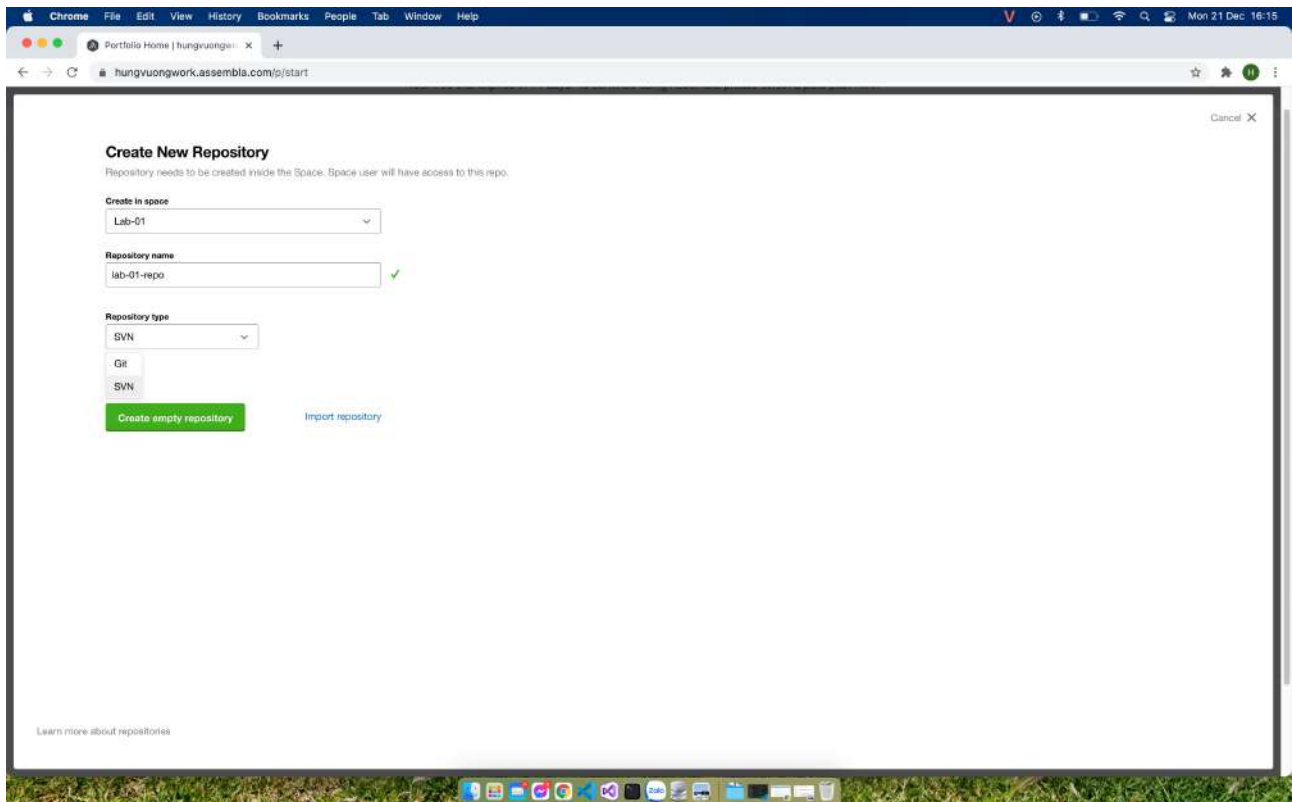 Chrome File Edit View History Bookmarks People Tab Window Help Mon 21 Dec 16:15
Portfolio Home | hungvuongw
hungvuongwork.assembla.com/p/start
Cancel
Create New Repository
Repository needs to be created inside the Space. Space user will have access to this repo.
Create in space
Lab-01
Repository name
lab-01-repo
Repository type
SVN
Git
SVN
Create empty repository Import repository
Learn more about repositories
Zalo